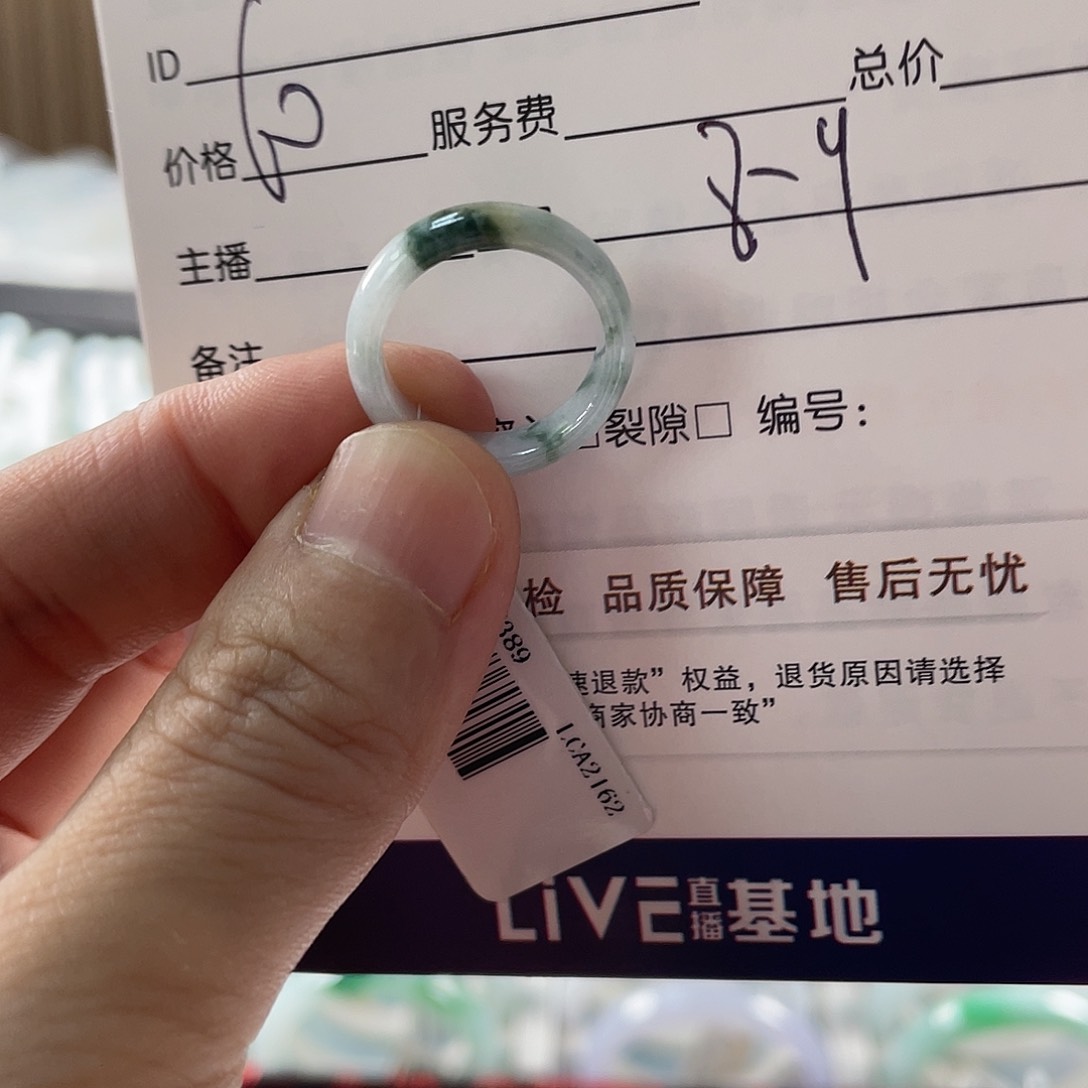 ID
价格 服务费 总价
主播 8-4
备注
裂隙□ 编号：
检 品质保障 售后无忧
速退款”权益，退货原因请选择
商家协商一致”
389
LCA2162
LiVE直播基地